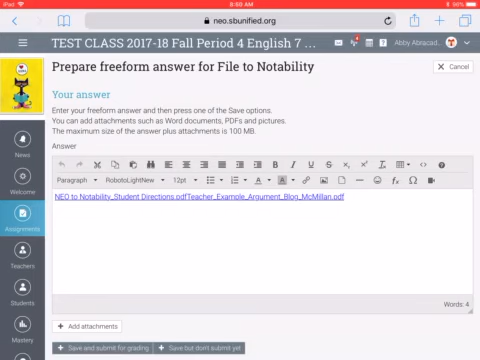 iPad
8:59 AM
96%
neo.sbunified.org
TEST CLASS 2017-18 Fall Period 4 English 7 ...
Abby Abracad...
Prepare freeform answer for File to Notability
Cancel
Your answer
Enter your freeform answer and then press one of the Save options.
You can add attachments such as Word documents, PDFs and pictures.
The maximum size of the answer plus attachments is 100 MB.
Answer
Paragraph
RobotoLightNew
12pt
NEO to Notability_Student Directions.pdfTeacher_Example_Argument_Blog_McMillan.pdf
Words: 4
Add attachments
Save and submit for grading
Save but don't submit yet
News
Welcome
Assignments
Teachers
Students
Mastery